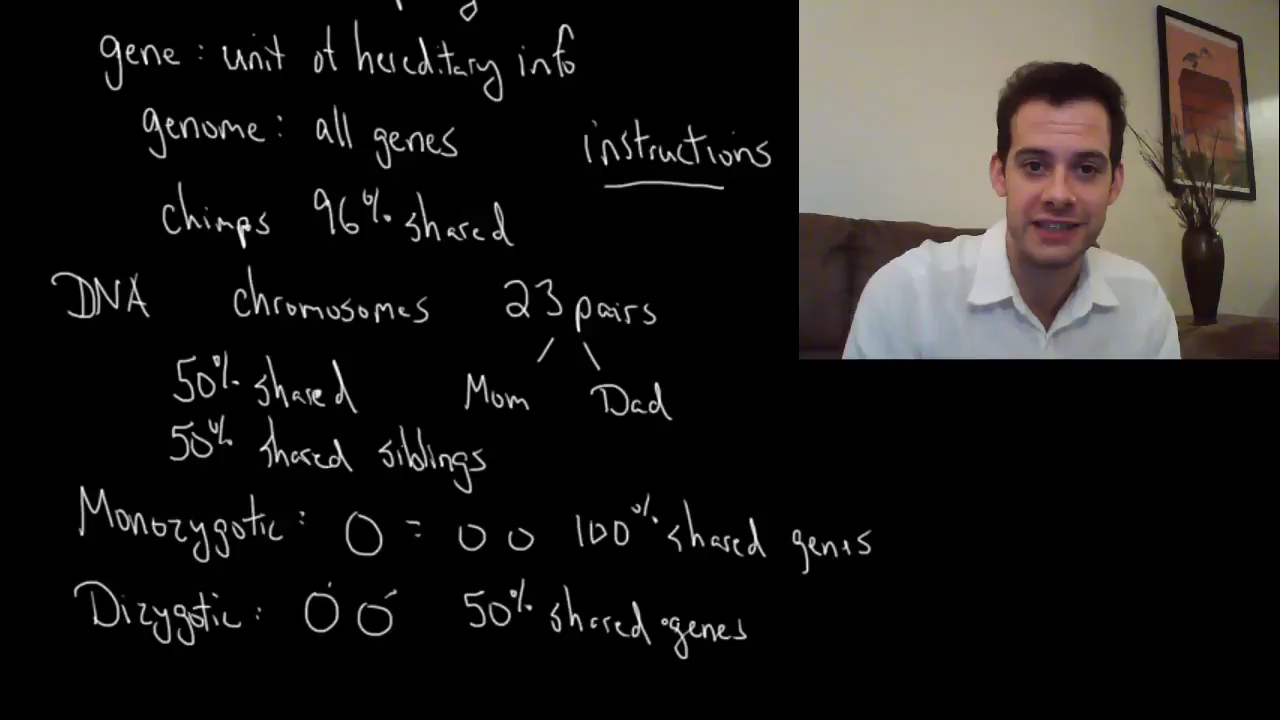 gene: unit of hereditary info
genome: all genes
instructions
chimps 96% shared
DNA chromosomes 23 pairs
50% shared Mom Dad
50% shared siblings
Monozygotic: O = O O 100% shared genes
Dizygotic: O O 50% shared genes